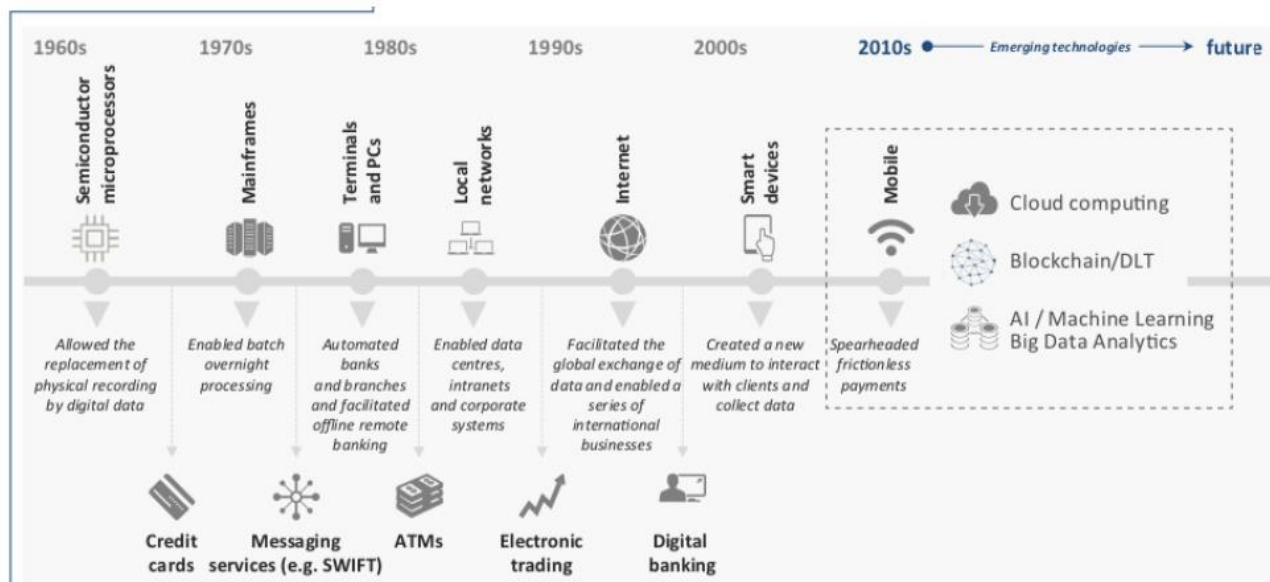 1960s
1970s
1980s
1990s
2000s
2010s
Emerging technologies
future
Semiconductor
microprocessors
Mainframes
Terminals
and PCs
Local
networks
Internet
Smart
devices
Mobile
Cloud computing
Blockchain/DLT
AI / Machine Learning
Big Data Analytics
Allowed the
replacement of
physical recording
by digital data
Enabled batch
overnight
processing
Automated
banks
and branches
and facilitated
offline remote
banking
Enabled data
centres,
intranets
and corporate
systems
Facilitated the
global exchange of
data and enabled a
series of
international
businesses
Created a new
medium to interact
with clients and
collect data
Spearheaded
frictionless
payments
Credit
cards
Messaging
services (e.g. SWIFT)
ATMs
Electronic
trading
Digital
banking